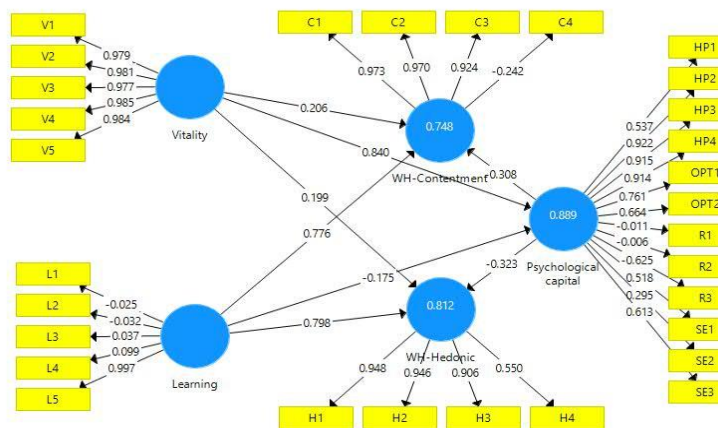 V1
V2
V3
V4
V5
0.979
0.981
0.977
0.985
0.984
Vitality
C1
C2
C3
C4
0.973
0.970
0.924
-0.242
0.748
WH-Contentment
0.206
0.840
0.199
0.776
0.308
-0.175
-0.323
0.798
HP1
HP2
HP3
HP4
OPT1
OPT2
R1
R2
R3
SE1
SE2
SE3
0.537
0.922
0.915
0.914
0.761
0.664
-0.011
-0.006
-0.625
0.518
0.295
0.613
0.889
Psychological
capital
L1
L2
L3
L4
L5
-0.025
-0.032
0.037
0.099
0.997
Learning
0.812
WH-Hedonic
0.948
0.946
0.906
0.550
H1
H2
H3
H4